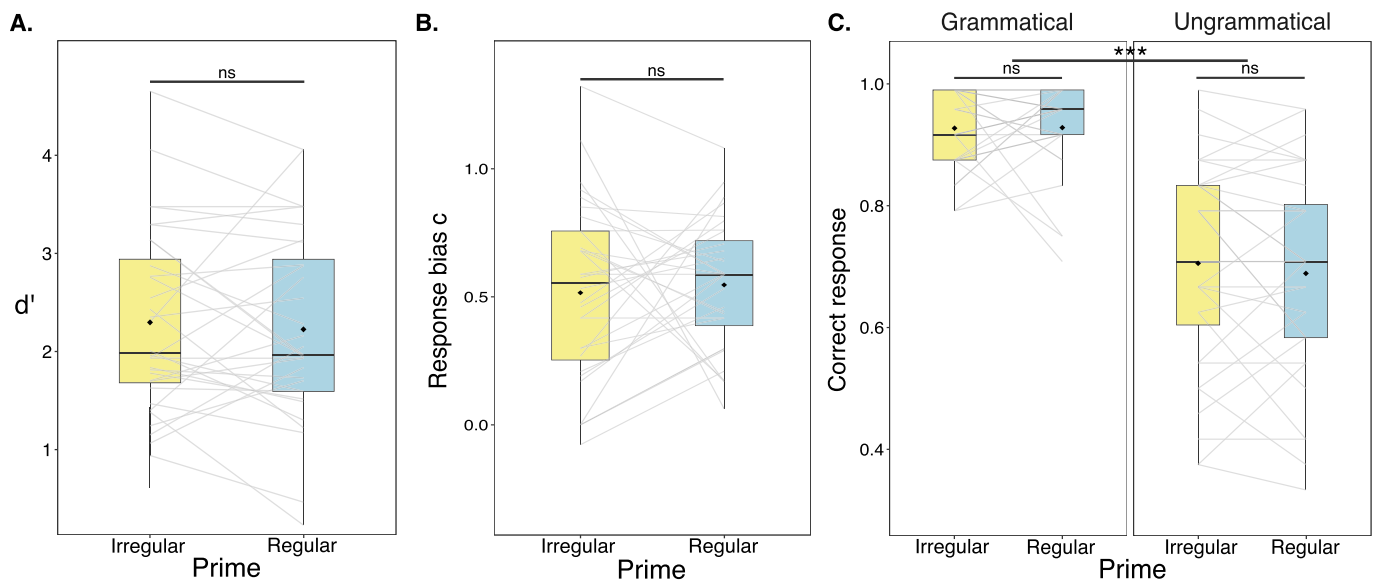 A.
ns
4
3
2
1
d'
Irregular
Regular
Prime
B.
ns
1.0
0.5
0.0
Response bias c
Irregular
Regular
Prime
C.
Grammatical
Ungrammatical
***
ns
ns
1.0
0.8
0.6
0.4
Correct response
Irregular
Regular
Irregular
Regular
Prime